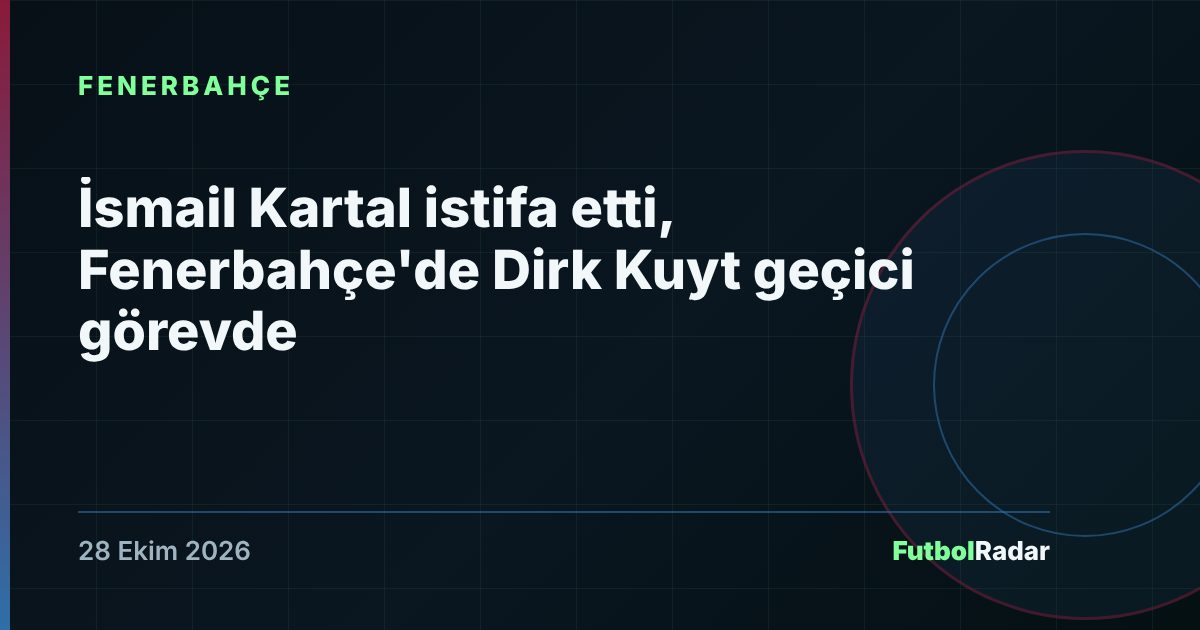 FENERBAHÇE
İsmail Kartal istifa etti,
Fenerbahçe'de Dirk Kuyt geçici
görevde
28 Ekim 2026
FutbolRadar